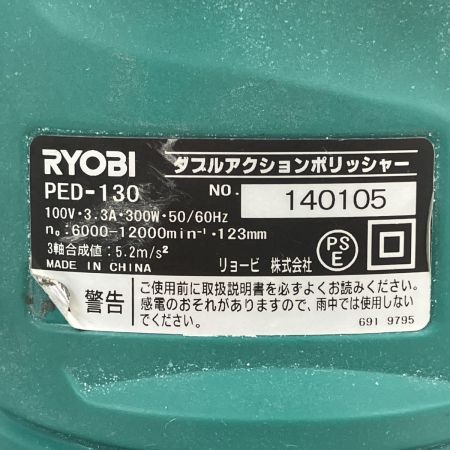 RYOBI ダブルアクションポリッシャー
PED-130 NO. 140105
100V・3.3A・300W・50/60Hz
n₀:6000-12000min⁻¹・123mm
3軸合成値:5.2m/s²
MADE IN CHINA リョービ 株式会社
PS
E
警告
ご使用前に取扱説明書を必ずよくお読みください。
感電のおそれがありますので、雨中では使用しない
でください。
691 9795